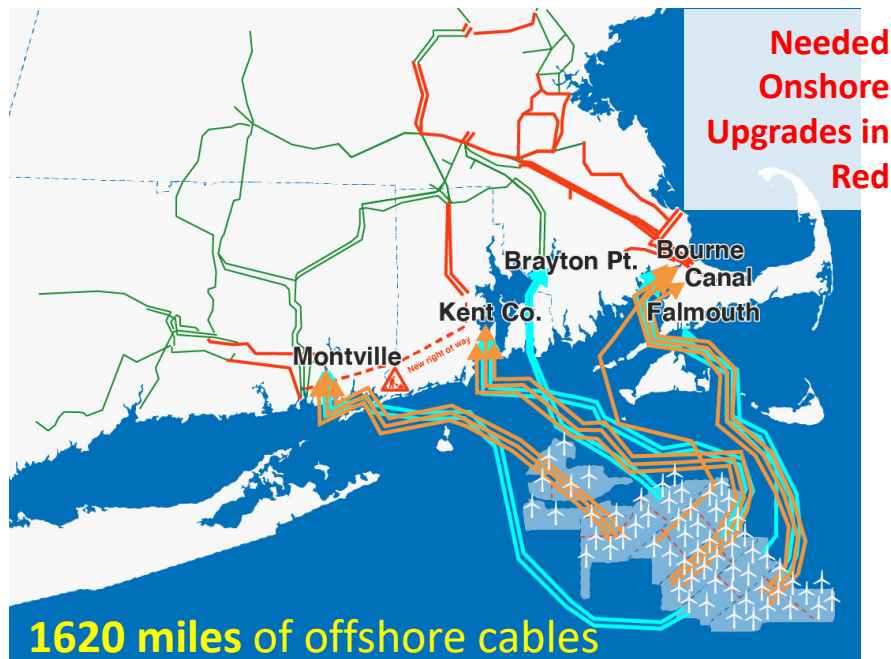 Needed
Onshore
Upgrades in
Red
Brayton Pt.
Bourne
Canal
Kent Co.
Falmouth
Montville
New right of way
1620 miles of offshore cables